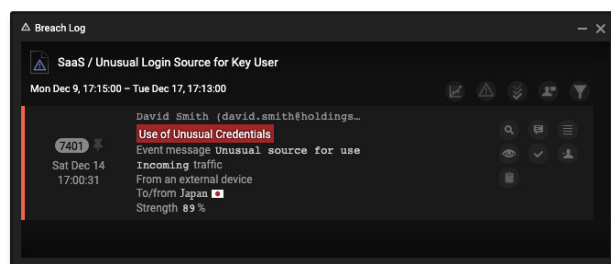 Breach Log
SaaS / Unusual Login Source for Key User
Mon Dec 9, 17:15:00 – Tue Dec 17, 17:13:00
David Smith (david.smith@holdings…
Use of Unusual Credentials
7401
Event message Unusual source for use
Sat Dec 14
Incoming traffic
17:00:31
From an external device
To/from Japan
Strength 89 %